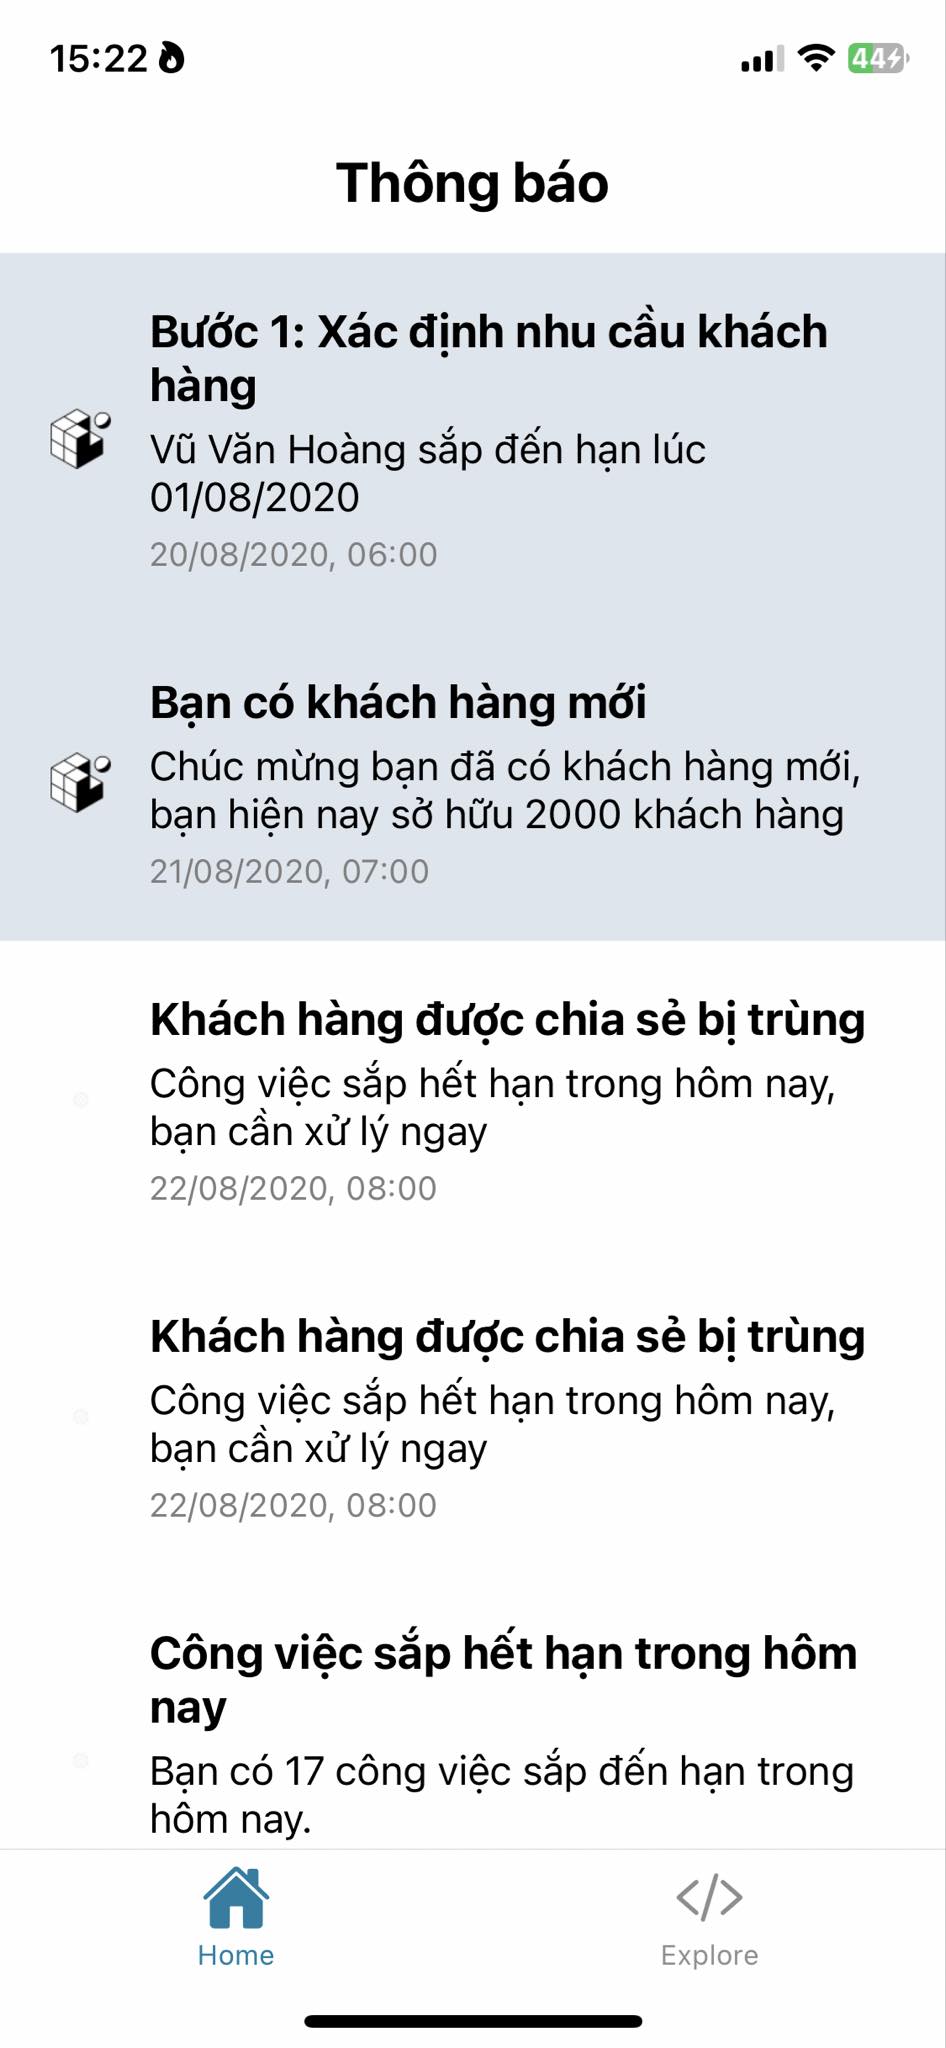 15:22
44
Thông báo
Bước 1: Xác định nhu cầu khách
hàng
Vũ Văn Hoàng sắp đến hạn lúc
01/08/2020
20/08/2020, 06:00
Bạn có khách hàng mới
Chúc mừng bạn đã có khách hàng mới,
bạn hiện nay sở hữu 2000 khách hàng
21/08/2020, 07:00
Khách hàng được chia sẻ bị trùng
Công việc sắp hết hạn trong hôm nay,
bạn cần xử lý ngay
22/08/2020, 08:00
Khách hàng được chia sẻ bị trùng
Công việc sắp hết hạn trong hôm nay,
bạn cần xử lý ngay
22/08/2020, 08:00
Công việc sắp hết hạn trong hôm
nay
Bạn có 17 công việc sắp đến hạn trong
hôm nay.
Home
Explore